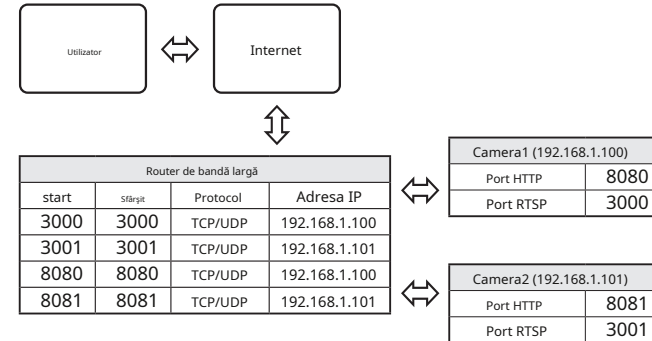 Utilizator
Internet
Router de bandă largă
start Sfârșit Protocol Adresa IP
3000 3000 TCP/UDP 192.168.1.100
3001 3001 TCP/UDP 192.168.1.101
8080 8080 TCP/UDP 192.168.1.100
8081 8081 TCP/UDP 192.168.1.101
Camera1 (192.168.1.100)
Port HTTP 8080
Port RTSP 3000
Camera2 (192.168.1.101)
Port HTTP 8081
Port RTSP 3001